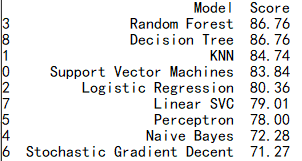 Model Score
3 Random Forest 86.76
8 Decision Tree 86.76
1 KNN 84.74
0 Support Vector Machines 83.84
2 Logistic Regression 80.36
7 Linear SVC 79.01
5 Perceptron 78.00
4 Naive Bayes 72.28
6 Stochastic Gradient Decent 71.27